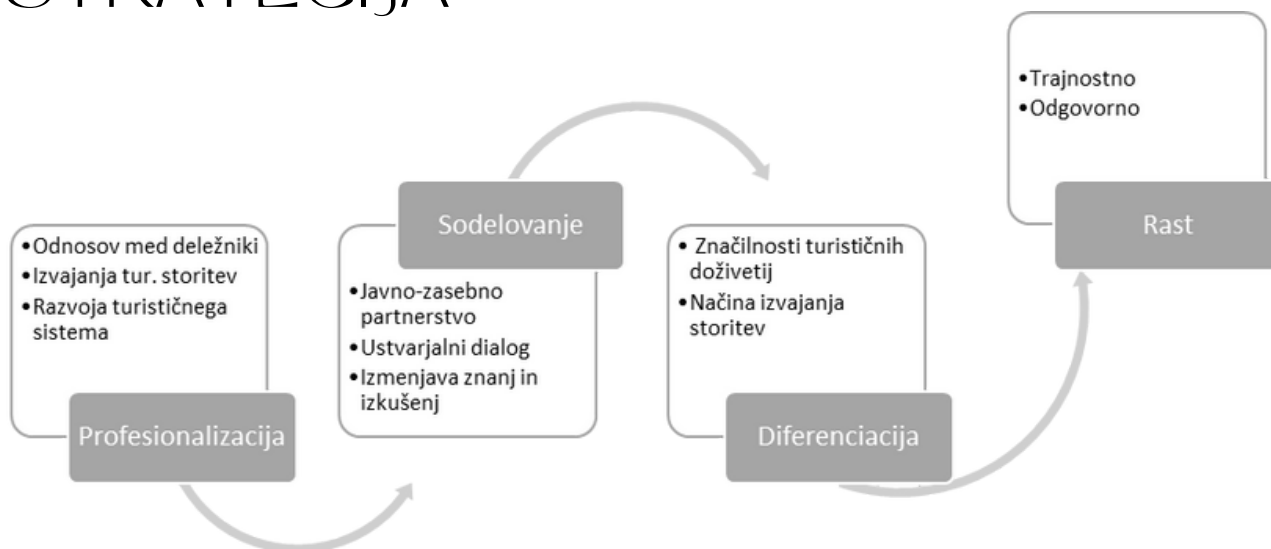 STRATEGIJA
•Odnosov med deležniki
•Izvajanja tur. storitev
•Razvoja turističnega
sistema
Profesionalizacija
Sodelovanje
•Javno-zasebno
partnerstvo
•Ustvarjalni dialog
•Izmenjava znanj in
izkušenj
• Značilnosti turističnih
doživetij
•Načina izvajanja
storitev
Diferenciacija
•Trajnostno
•Odgovorno
Rast